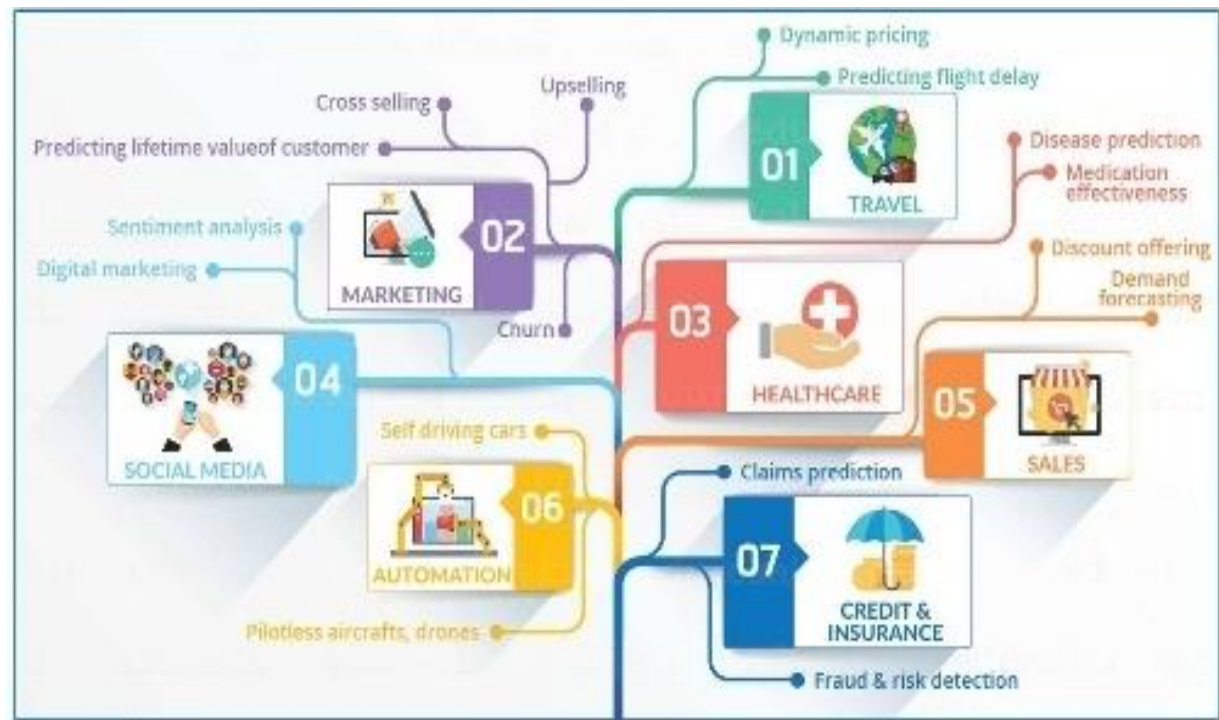 Dynamic pricing
Predicting flight delay
01
TRAVEL
Upselling
Cross selling
Predicting lifetime valueof customer
02
MARKETING
Churn
Disease prediction
Medication
effectiveness
03
HEALTHCARE
Sentiment analysis
Digital marketing
04
SOCIAL MEDIA
Discount offering
Demand
forecasting
05
SALES
Self driving cars
06
AUTOMATION
Pilotless aircrafts, drones
Claims prediction
07
CREDIT &
INSURANCE
Fraud & risk detection